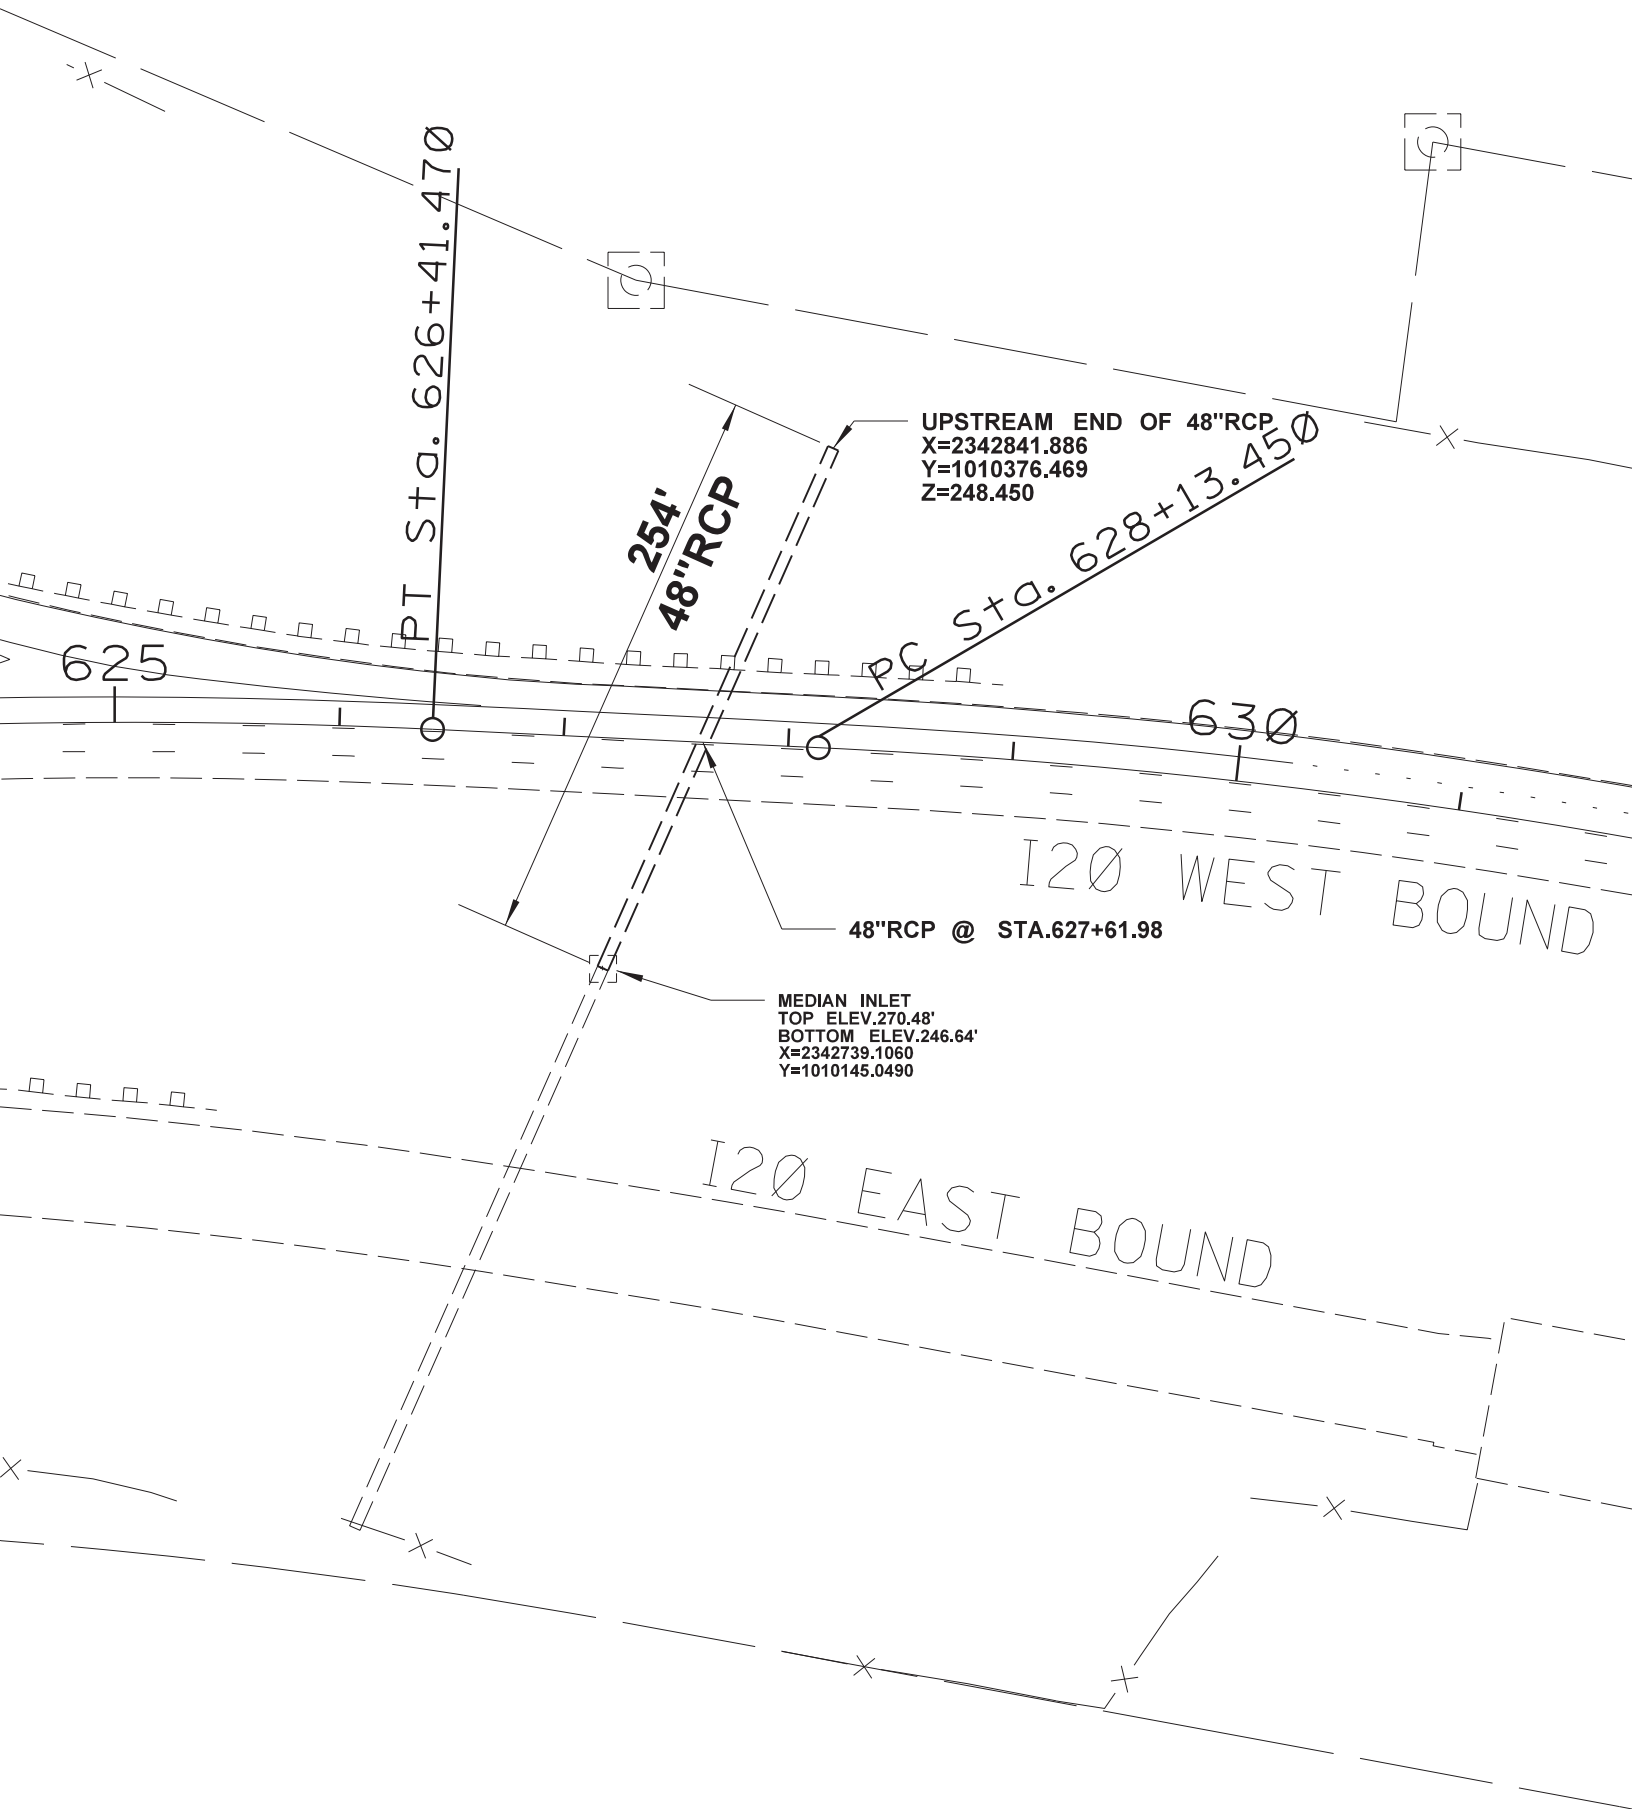 PT Sta. 626+41.470
UPSTREAM END OF 48"RCP
X=2342841.886
Y=1010376.469
Z=248.450
254'
48"RCP
PC Sta. 628+13.450
625
630
I20 WEST BOUND
48"RCP @ STA.627+61.98
MEDIAN INLET
TOP ELEV.270.48'
BOTTOM ELEV.246.64'
X=2342739.1060
Y=1010145.0490
I20 EAST BOUND